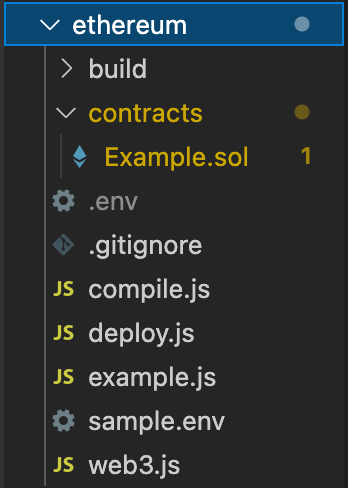 ethereum
build
contracts
Example.sol 1
.env
.gitignore
JS compile.js
JS deploy.js
JS example.js
sample.env
JS web3.js